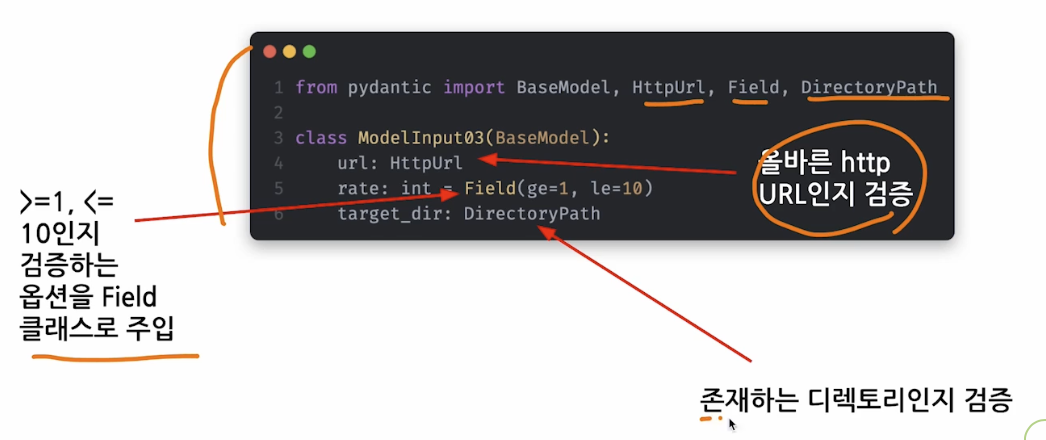 1 from pydantic import BaseModel, HttpUrl, Field, DirectoryPath
2
3 class ModelInput03(BaseModel):
4     url: HttpUrl
5     rate: int = Field(ge=1, le=10)
6     target_dir: DirectoryPath
올바른 http
URL인지 검증
>=1, <=
10인지
검증하는
옵션을 Field
클래스로 주입
존재하는 디렉토리인지 검증